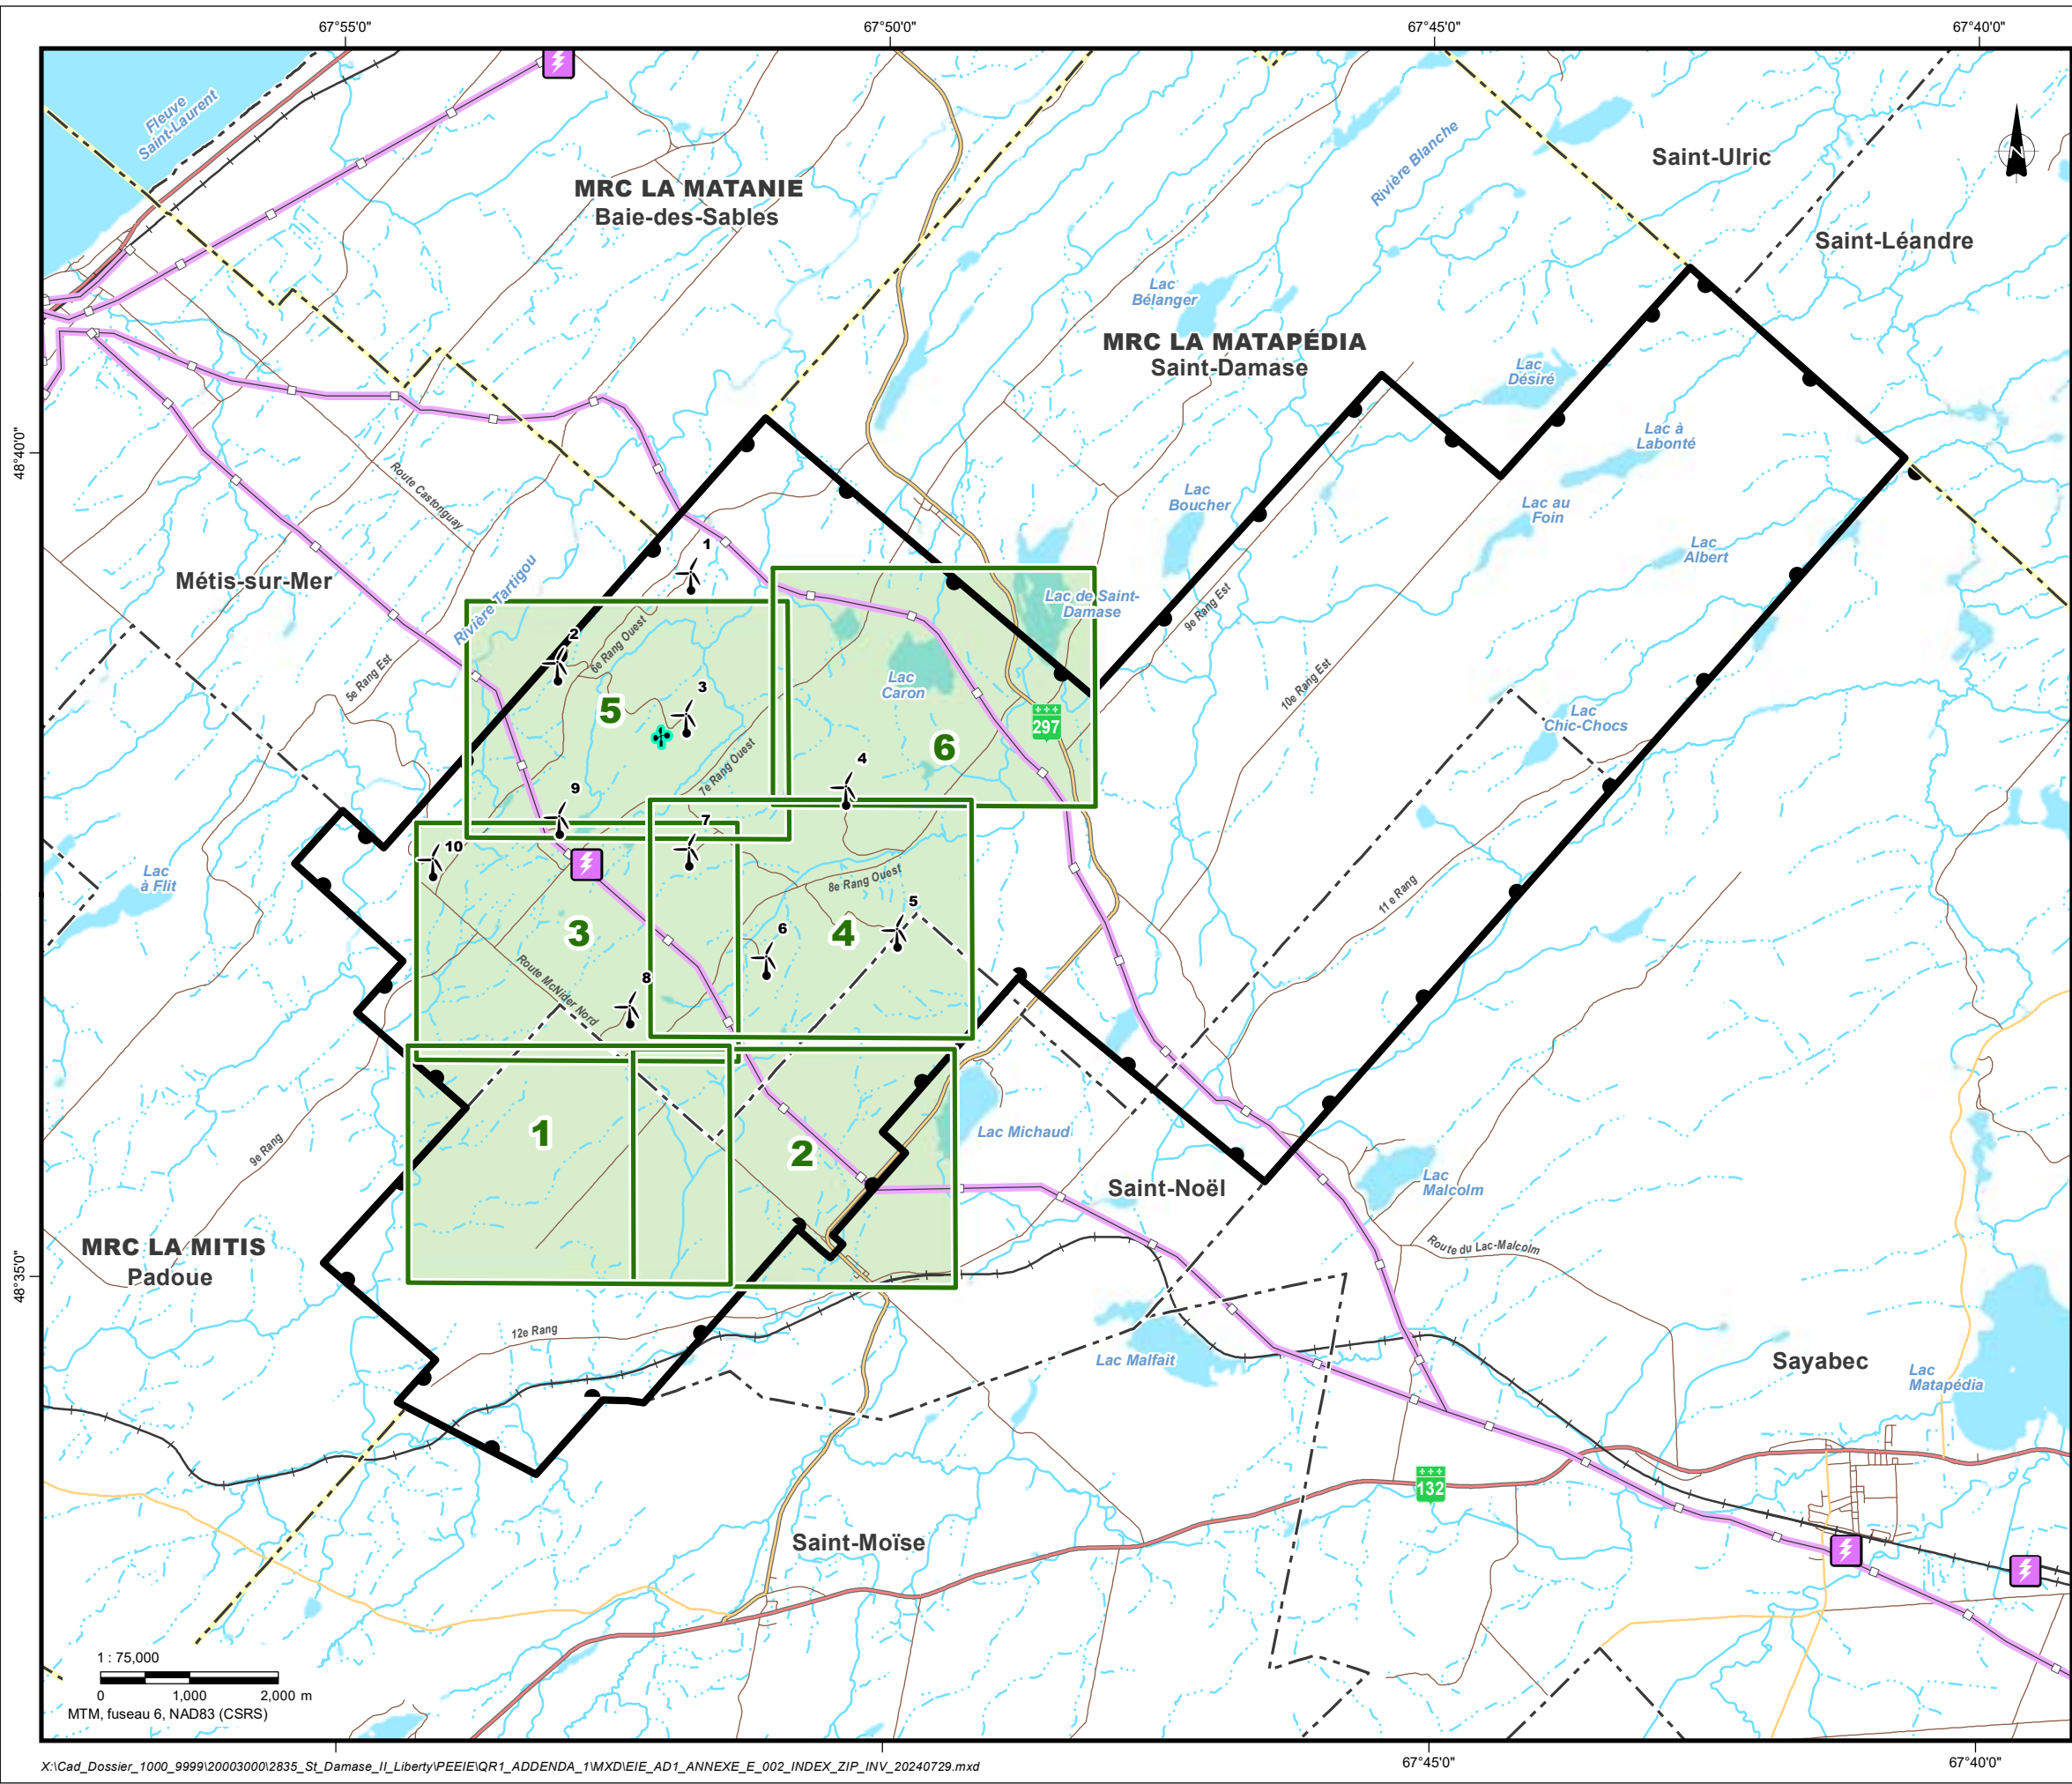 67°55'0"
67°50'0"
67°45'0"
67°40'0"
Fleuve
Saint-Laurent
MRC LA MATANIE
Baie-des-Sables
Rivière Blanche
Saint-Ulric
Saint-Léandre
Lac
Bélanger
MRC LA MATAPÉDIA
Saint-Damase
Lac
Désiré
Lac à
Labonté
48°40'0"
Route Castonguay
Lac
Boucher
Lac au
Foin
Lac
Albert
1
Métis-sur-Mer
Rivière Tartigou
Lac de Saint-
Damase
9e Rang Est
2
6e Rang Ouest
5e Rang Est
3
Lac
Caron
10e Rang Est
5
297
Lac
Chic-Chocs
6
7e Rang Ouest
4
9
7
10
Lac
à Flit
8e Rang Ouest
11 e Rang
5
3
4
6
Route McNider Nord
8
1
2
Lac Michaud
9e Rang
Saint-Noël
Lac
Malcolm
MRC LA MITIS
Padoue
Route du Lac-Malcolm
48°35'0"
12e Rang
Lac Malfait
Sayabec
Lac
Matapédia
132
Saint-Moïse
1 : 75,000
0 1,000 2,000 m
MTM, fuseau 6, NAD83 (CSRS)
N
X:\Cad_Dossier_1000_9999\20003000\2835_St_Damase_II_Liberty\PEEIE\QR1_ADDENDA_1\MXD\EIE_AD1_ANNEXE_E_002_INDEX_ZIP_INV_20240729.mxd
67°45'0"
67°40'0"